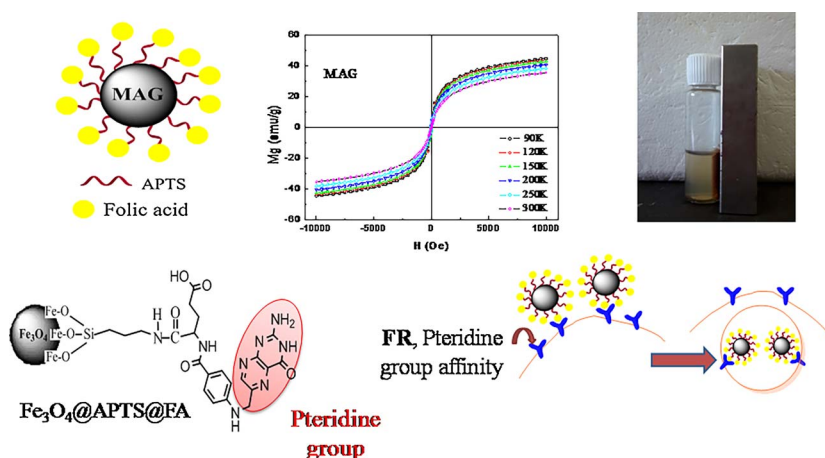 MAG
APTS
Folic acid
60
40
20
0
-20
-40
-60
Mg (emu/g)
MAG
90K
120K
150K
200K
250K
300K
-10000
-5000
0
5000
10000
H (Oe)
Fe-O
Fe₃O₄
Fe-O
Fe-O
Si
N
H
C
O
HO
O
NH
O
N
H
NH₂
N
N
NH
N
N
O
Fe₃O₄@APTS@FA
Pteridine
group
FR, Pteridine
group affinity